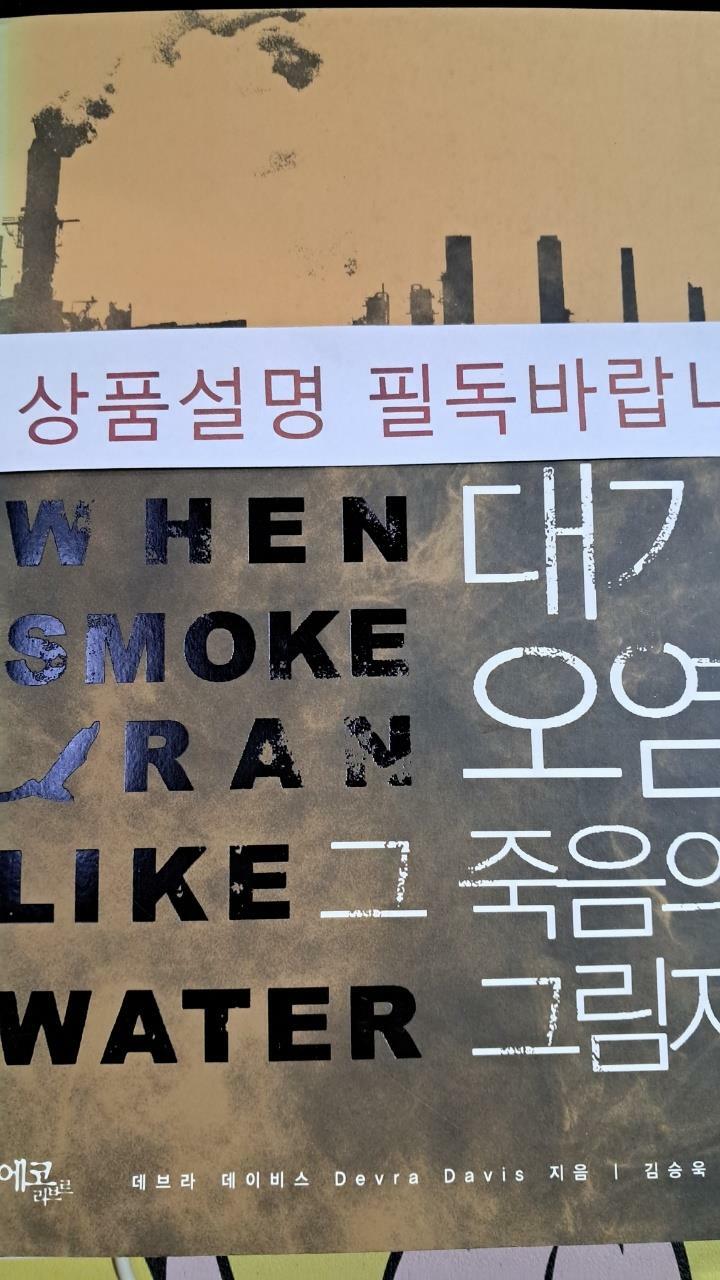 상품설명 필독바랍니
WHEN
SMOKE
RAN
LIKE
WATER
대기
오염
그 죽음의
그림자
에코
리브르
데브라 데이비스 Devra Davis 지음 | 김승욱